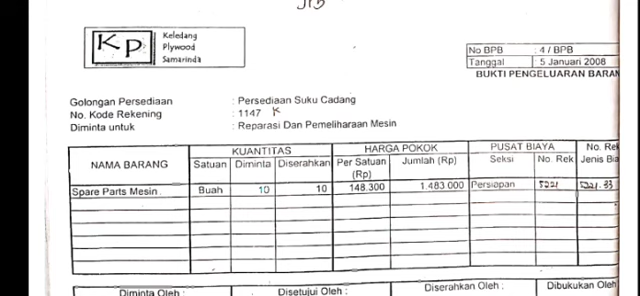 KP
Keledang
Plywood
Samarinda
No BPB : 4 / BPB
Tanggal 5 Januari 2008
BUKTI PENGELUARAN BARAN
Golongan Persediaan : Persediaan Suku Cadang
No. Kode Rekening : 1147 K
Diminta untuk : Reparasi Dan Pemeliharaan Mesin
NAMA BARANG KUANTITAS HARGA POKOK PUSAT BIAYA No. Rek
Satuan Diminta Diserahkan Per Satuan (Rp) Jumlah (Rp) Seksi No. Rek Jenis Bia
Spare Parts Mesin. Buah 10 10 148.300 1.483.000 Persiapan 5221 5221.33
Diminta Oleh : Disetujui Oleh : Diserahkan Oleh : Dibukukan Oleh